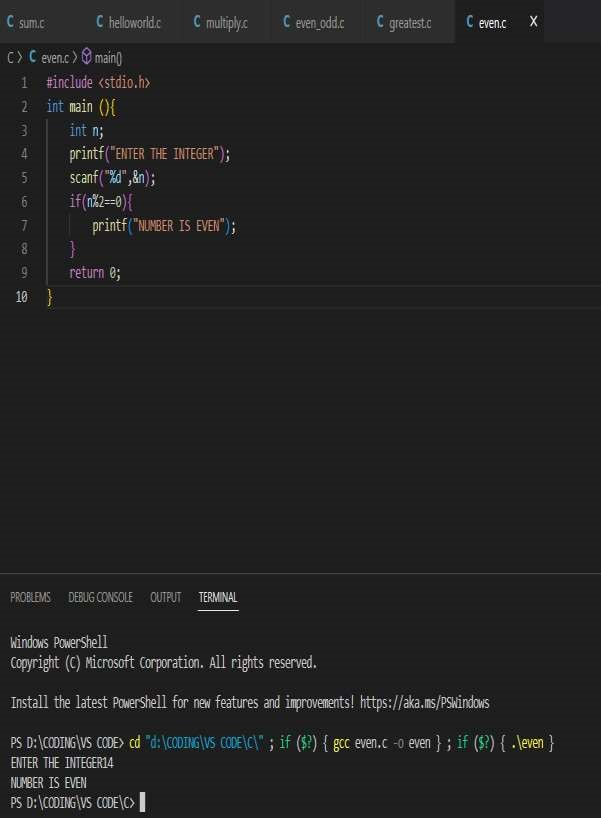 C sum.c C helloworld.c C multiply.c C even_odd.c C greatest.c C even.c X
C > C even.c > main()
1 #include <stdio.h>
2 int main (){
3 int n;
4 printf("ENTER THE INTEGER");
5 scanf("%d",&n);
6 if(n%2==0){
7 printf("NUMBER IS EVEN");
8 }
9 return 0;
10 }
PROBLEMS DEBUG CONSOLE OUTPUT TERMINAL
Windows PowerShell
Copyright (C) Microsoft Corporation. All rights reserved.
Install the latest PowerShell for new features and improvements! https://aka.ms/PSWindows
PS D:\CODING\VS CODE> cd "d:\CODING\VS CODE\C\" ; if ($?) { gcc even.c -o even } ; if ($?) { .\even }
ENTER THE INTEGER14
NUMBER IS EVEN
PS D:\CODING\VS CODE\C>